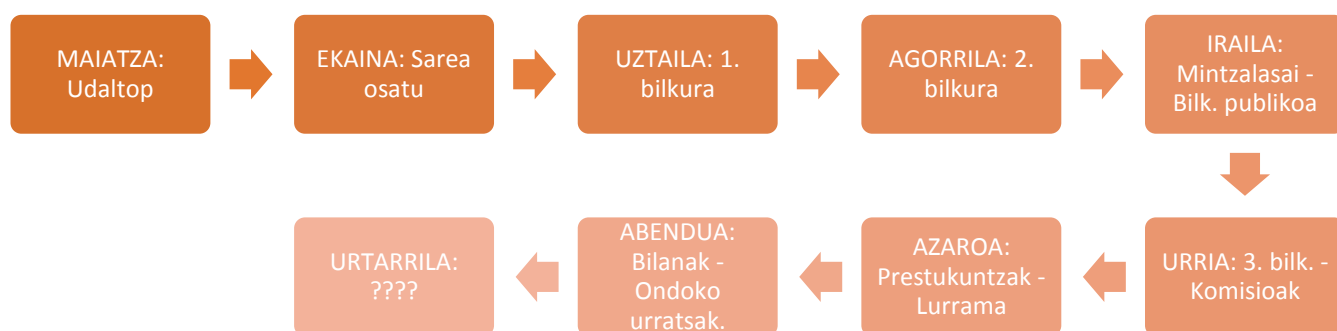 MAIATZA:
Udaltop
EKAINA: Sarea
osatu
UZTAILA: 1.
bilkura
AGORRILA: 2.
bilkura
IRAILA:
Mintzalasai -
Bilk. publikoa
URRIA: 3. bilk. -
Komisioak
AZAROA:
Prestukuntzak -
Lurrama
ABENDUA:
Bilanak -
Ondoko
urratsak.
URTARRILA:
????